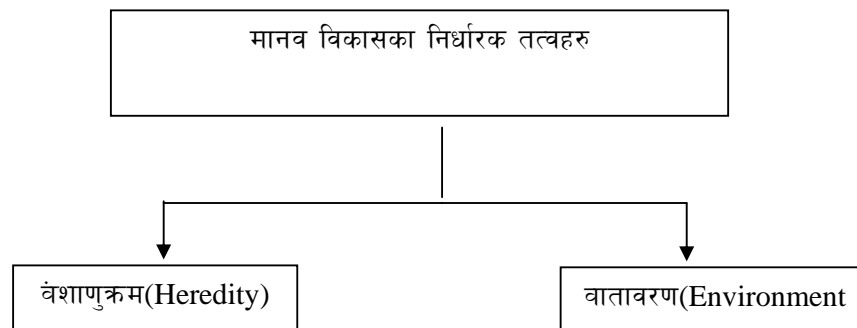 मानव विकासका निर्धारक तत्वहरु
वंशाणुक्रम(Heredity)
वातावरण(Environment